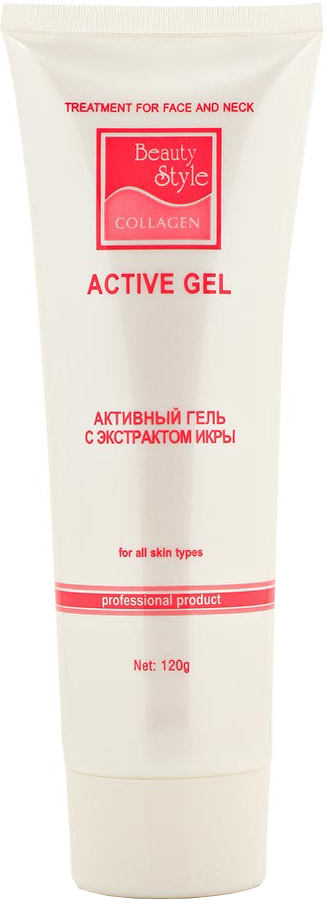 TREATMENT FOR FACE AND NECK
Beauty
Style
COLLAGEN
ACTIVE GEL
АКТИВНЫЙ ГЕЛЬ
С ЭКСТРАКТОМ ИКРЫ
for all skin types
professional product
Net: 120g